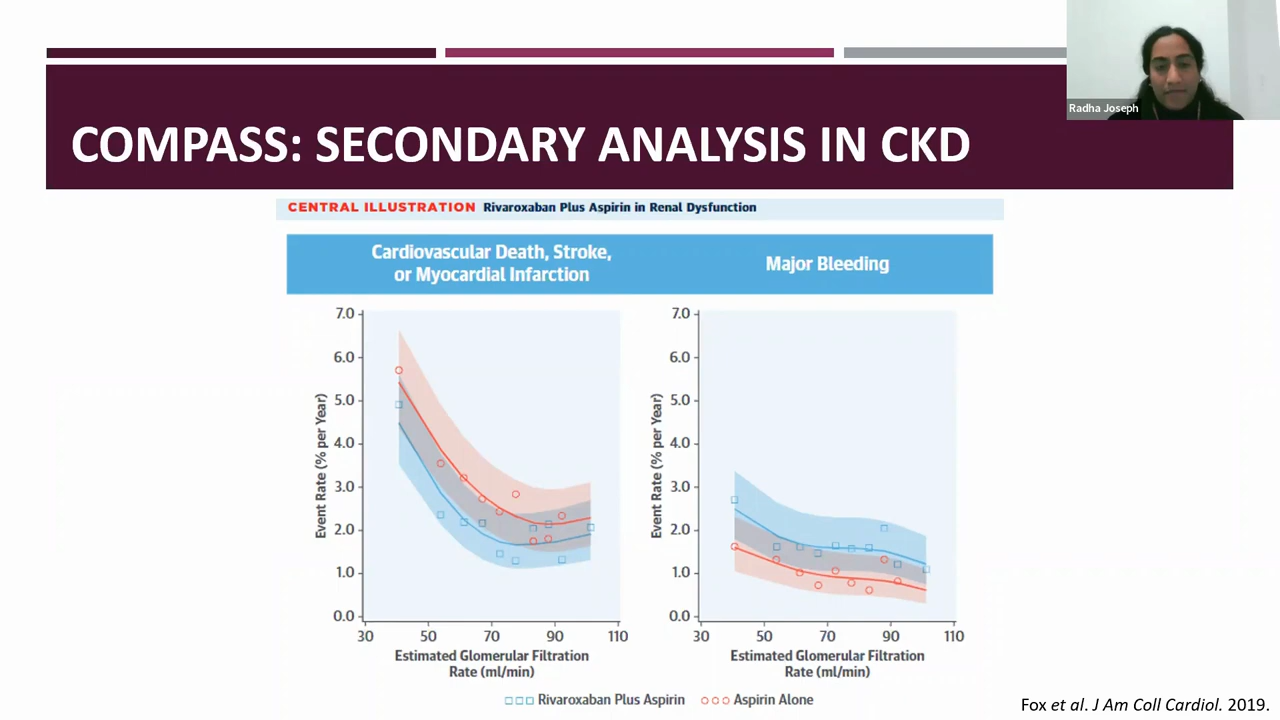 Radha Joseph
COMPASS: SECONDARY ANALYSIS IN CKD
CENTRAL ILLUSTRATION Rivaroxaban Plus Aspirin in Renal Dysfunction
Cardiovascular Death, Stroke,
or Myocardial Infarction
Major Bleeding
7.0
6.0
5.0
4.0
3.0
2.0
1.0
0.0
Event Rate (% per Year)
30 50 70 90 110
Estimated Glomerular Filtration
Rate (ml/min)
7.0
6.0
5.0
4.0
3.0
2.0
1.0
0.0
Event Rate (% per Year)
30 50 70 90 110
Estimated Glomerular Filtration
Rate (ml/min)
Rivaroxaban Plus Aspirin Aspirin Alone
Fox et al. J Am Coll Cardiol. 2019.